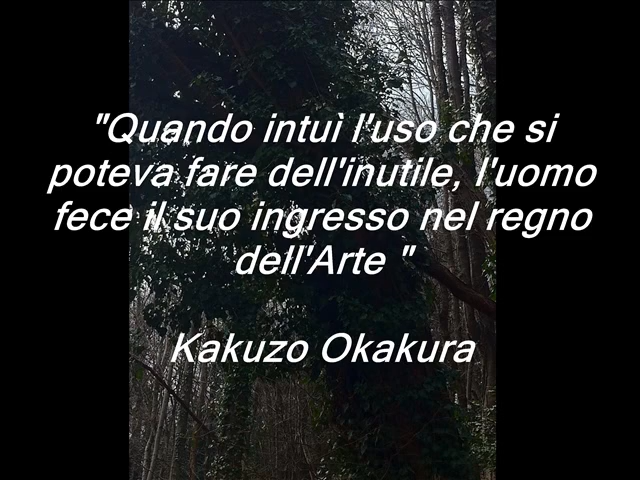 "Quando intuì l'uso che si
poteva fare dell'inutile, l'uomo
fece il suo ingresso nel regno
dell'Arte "
Kakuzo Okakura